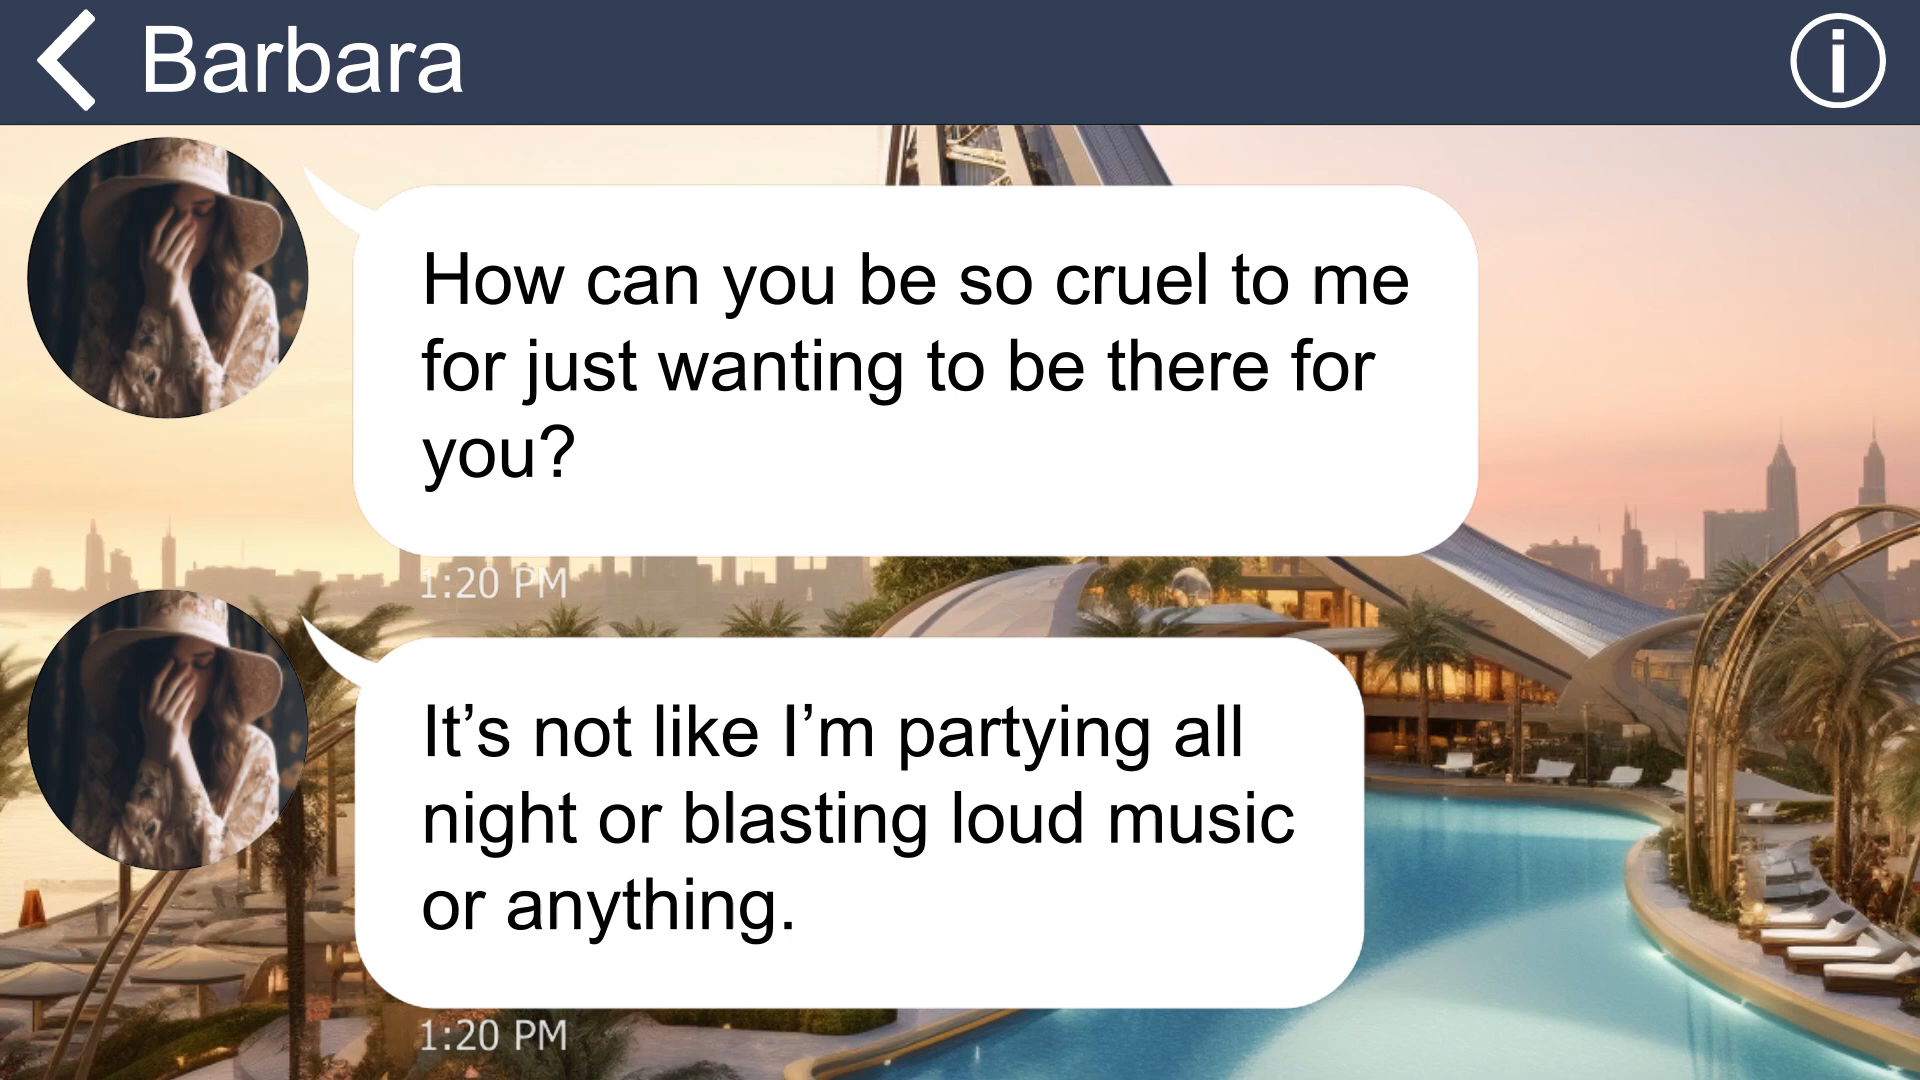 Barbara
How can you be so cruel to me
for just wanting to be there for
you?
1:20 PM
It’s not like I’m partying all
night or blasting loud music
or anything.
1:20 PM